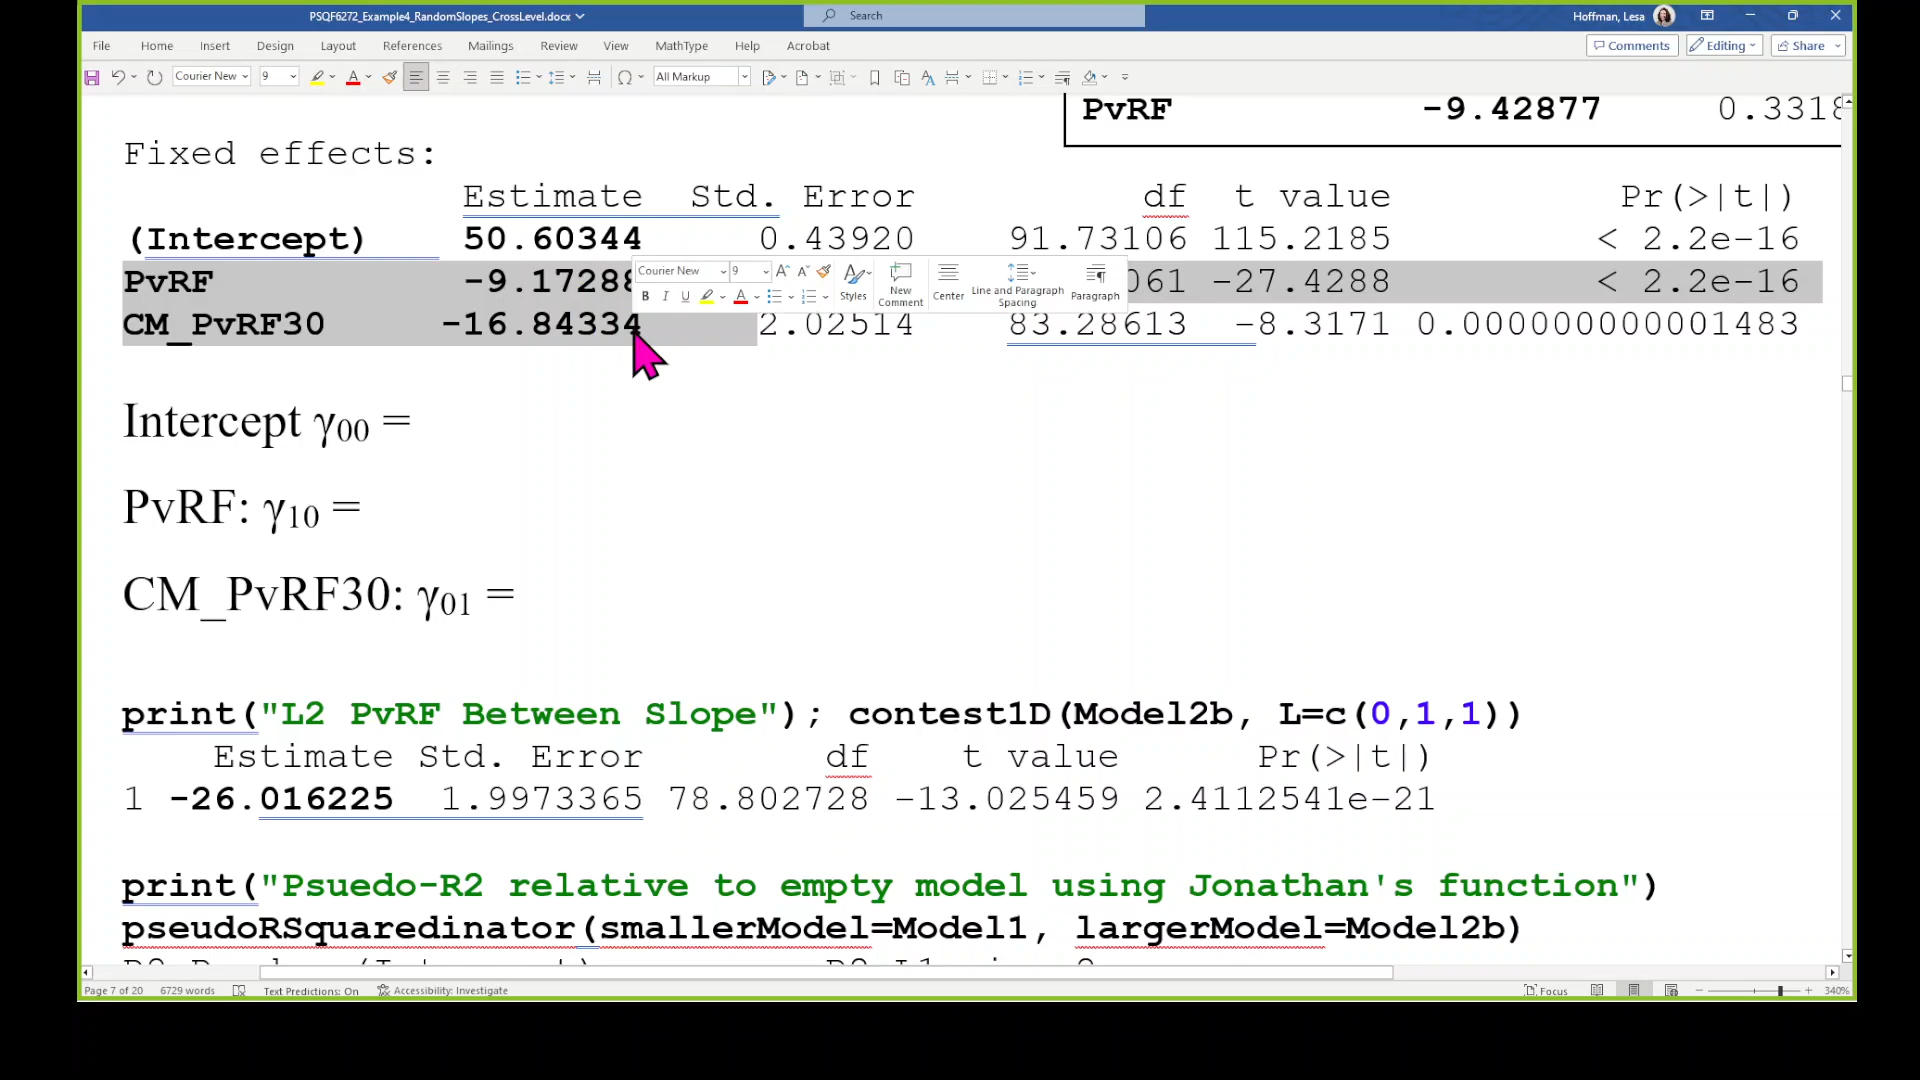 PSQF6272_Example4_RandomSlopes_CrossLevel.docx
Search
Hoffman, Lesa
File Home Insert Design Layout References Mailings Review View MathType Help Acrobat
Comments Editing Share
Courier New 9 All Markup
PvRF -9.42877 0.3318
Fixed effects:
Estimate Std. Error df t value Pr(>|t|)
(Intercept) 50.60344 0.43920 91.73106 115.2185 < 2.2e-16
PvRF -9.17288 061 -27.4288 < 2.2e-16
Courier New 9
B I U Styles New Comment Center Line and Paragraph Spacing Paragraph
CM_PvRF30 -16.84334 2.02514 83.28613 -8.3171 0.000000000001483
Intercept γ00 =
PvRF: γ10 =
CM_PvRF30: γ01 =
print("L2 PvRF Between Slope"); contest1D(Model2b, L=c(0,1,1))
Estimate Std. Error df t value Pr(>|t|)
1 -26.016225 1.9973365 78.802728 -13.025459 2.4112541e-21
print("Psuedo-R2 relative to empty model using Jonathan's function")
pseudoRSquaredinator(smallerModel=Model1, largerModel=Model2b)
Page 7 of 20 6729 words Text Predictions: On Accessibility: Investigate Focus 340%